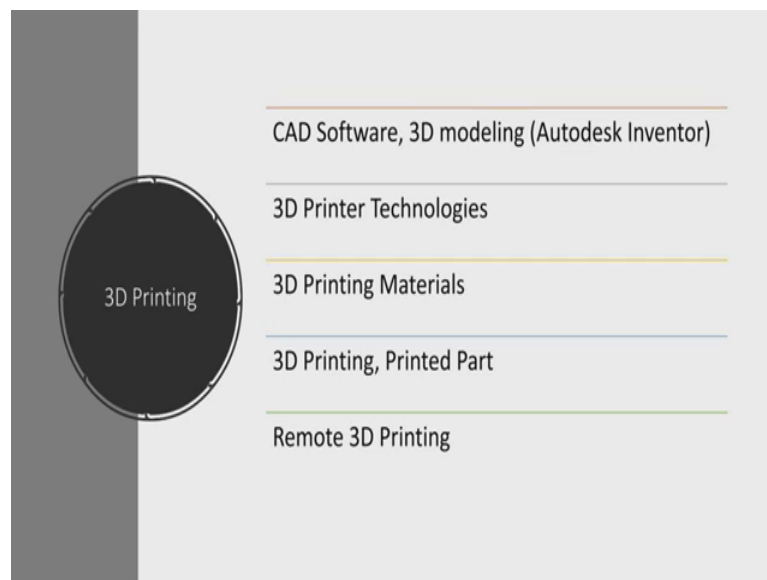 3D Printing
CAD Software, 3D modeling (Autodesk Inventor)
3D Printer Technologies
3D Printing Materials
3D Printing, Printed Part
Remote 3D Printing